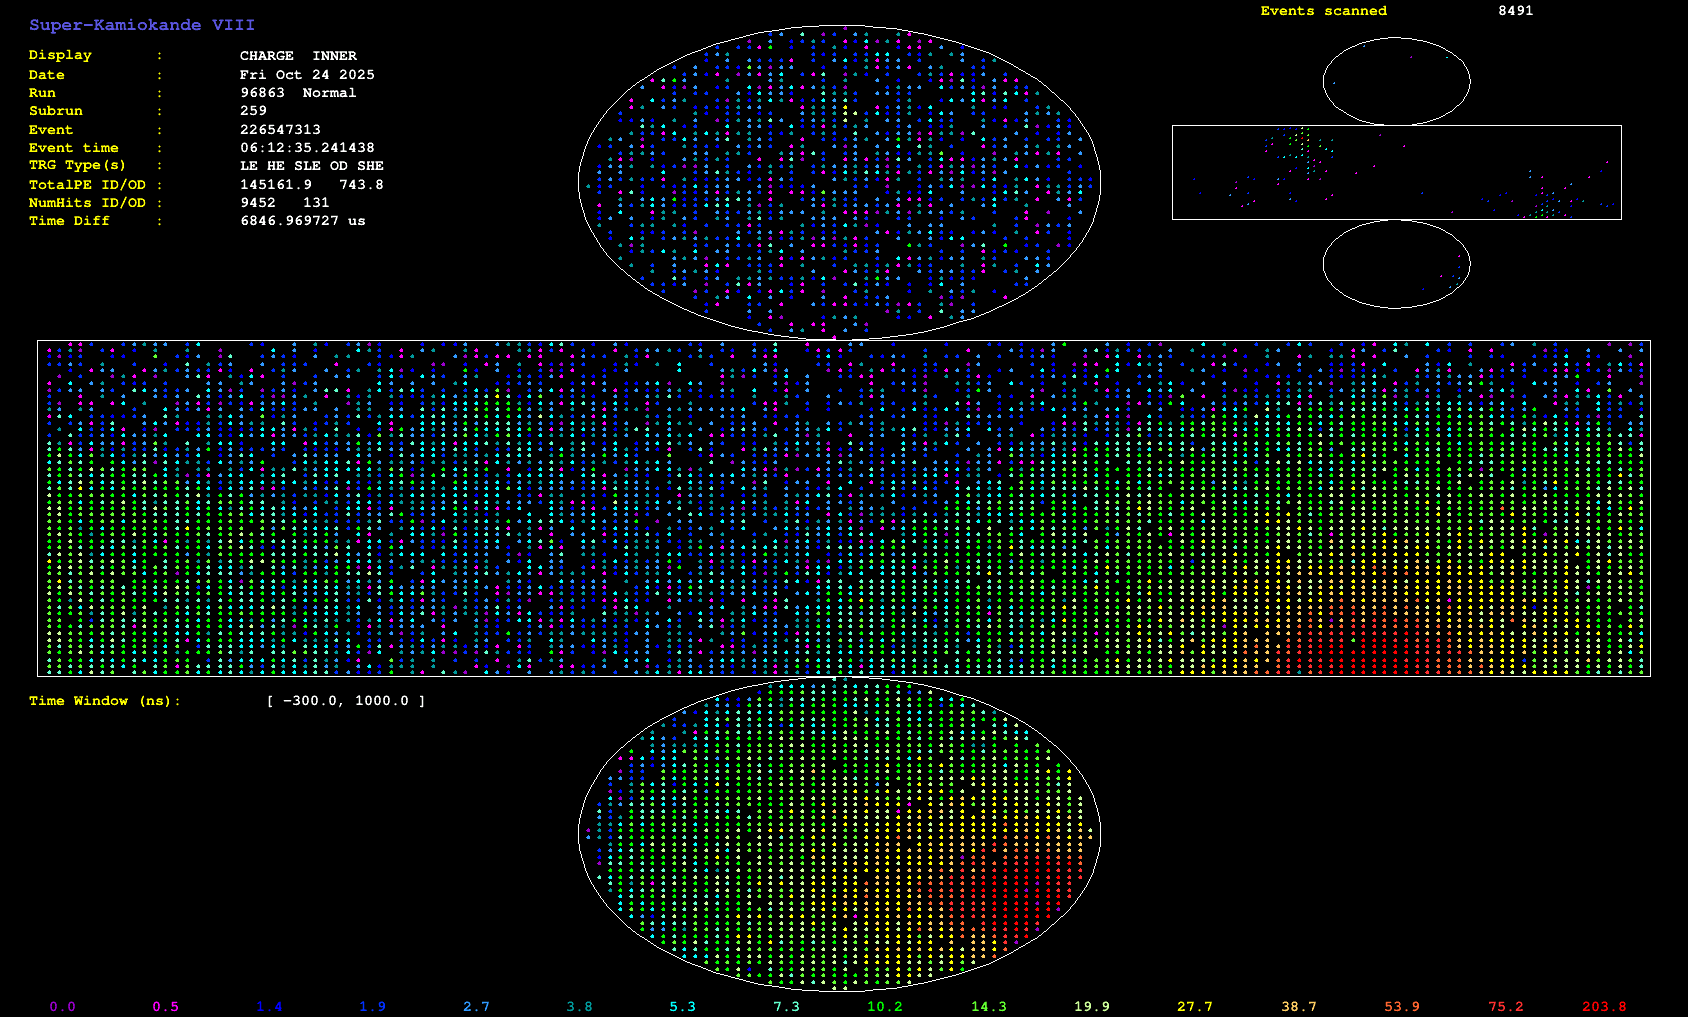 Super-Kamiokande VIII
Events scanned 8491
Display : CHARGE INNER
Date : Fri Oct 24 2025
Run : 96863 Normal
Subrun : 259
Event : 226547313
Event time : 06:12:35.241438
TRG Type(s) : LE HE SLE OD SHE
TotalPE ID/OD : 145161.9 743.8
NumHits ID/OD : 9452 131
Time Diff : 6846.969727 us
Time Window (ns): [ -300.0, 1000.0 ]
0.0 0.5 1.4 1.9 2.7 3.8 5.3 7.3 10.2 14.3 19.9 27.7 38.7 53.9 75.2 203.8